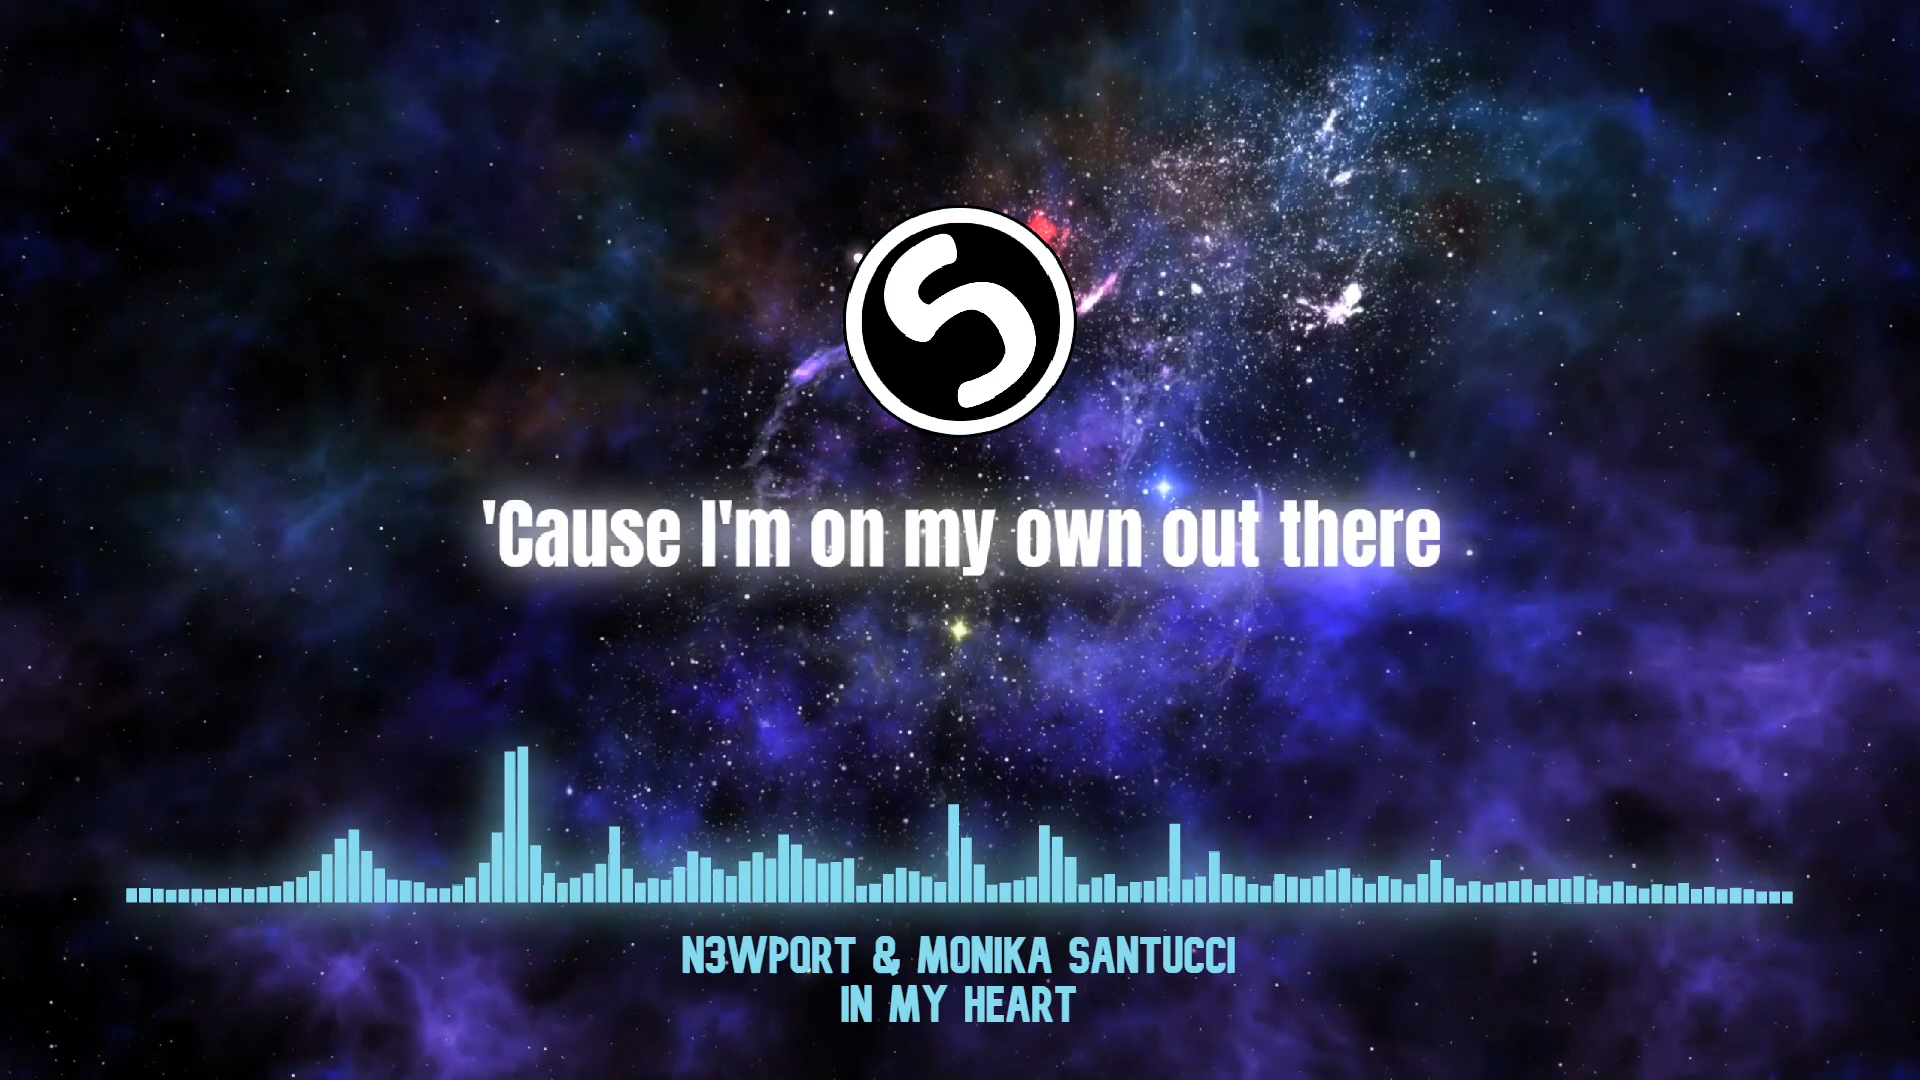 'Cause I'm on my own out there
N3WPORT & MONIKA SANTUCCI
IN MY HEART